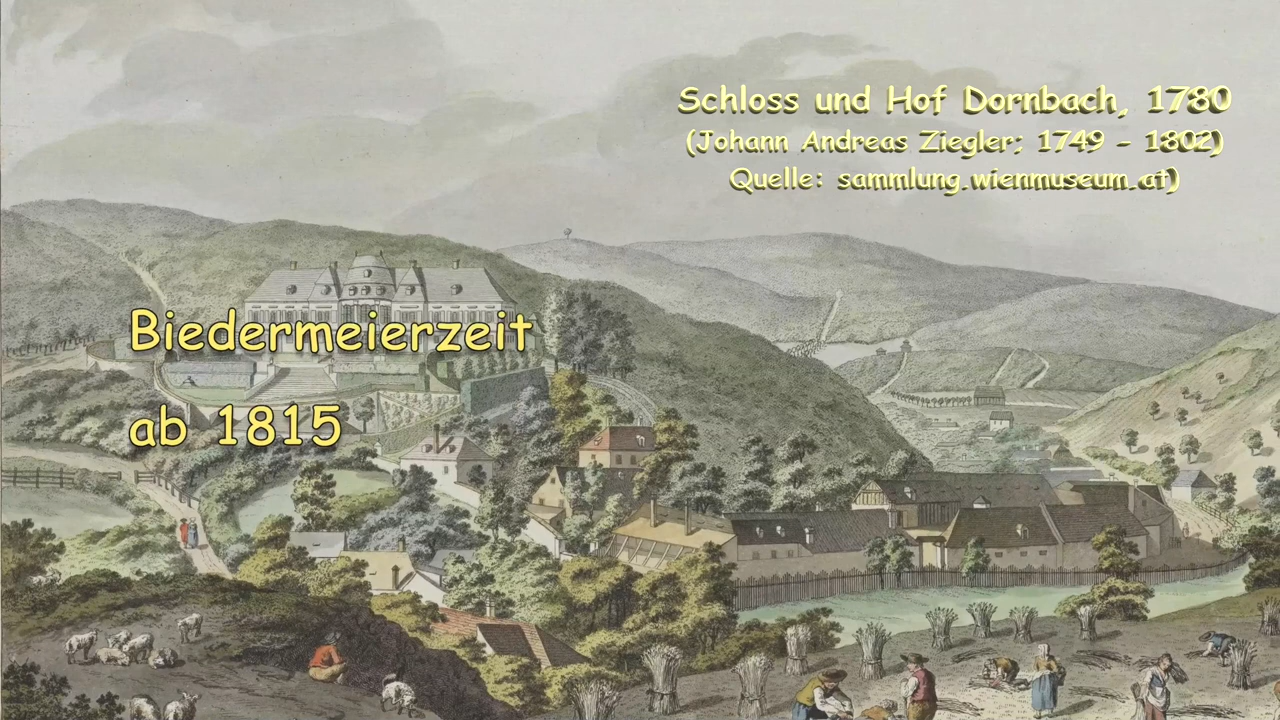 Schloss und Hof Dornbach, 1780
(Johann Andreas Ziegler; 1749 - 1802)
Quelle: sammlung.wienmuseum.at)
Biedermeierzeit
ab 1815